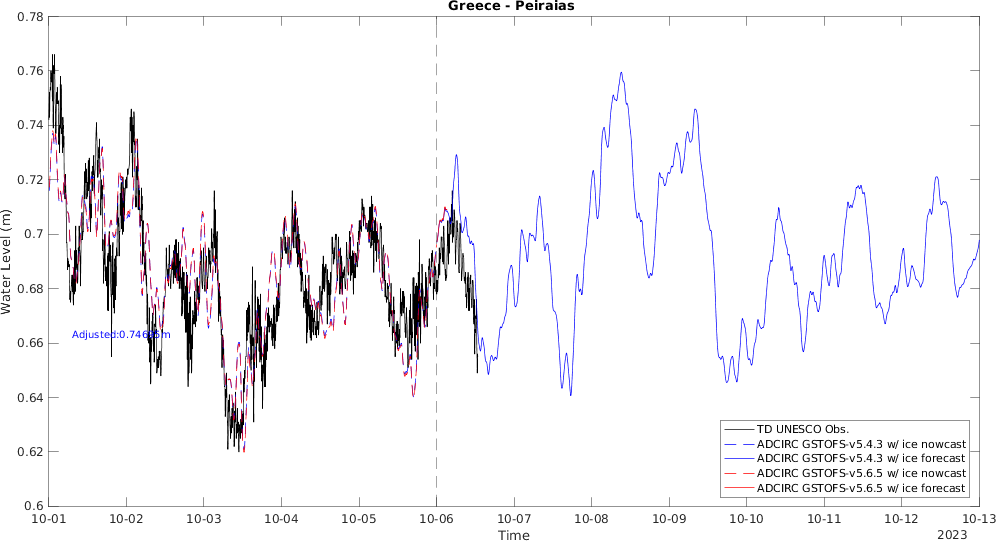 Greece - Peiraias
0.78
0.76
0.74
0.72
0.7
0.68
0.66
0.64
0.62
0.6
Water Level (m)
10-01 10-02 10-03 10-04 10-05 10-06 10-07 10-08 10-09 10-10 10-11 10-12 10-13
Time
2023
TD UNESCO Obs.
ADCIRC GSTOFS-v5.4.3 w/ ice nowcast
ADCIRC GSTOFS-v5.4.3 w/ ice forecast
ADCIRC GSTOFS-v5.6.5 w/ ice nowcast
ADCIRC GSTOFS-v5.6.5 w/ ice forecast